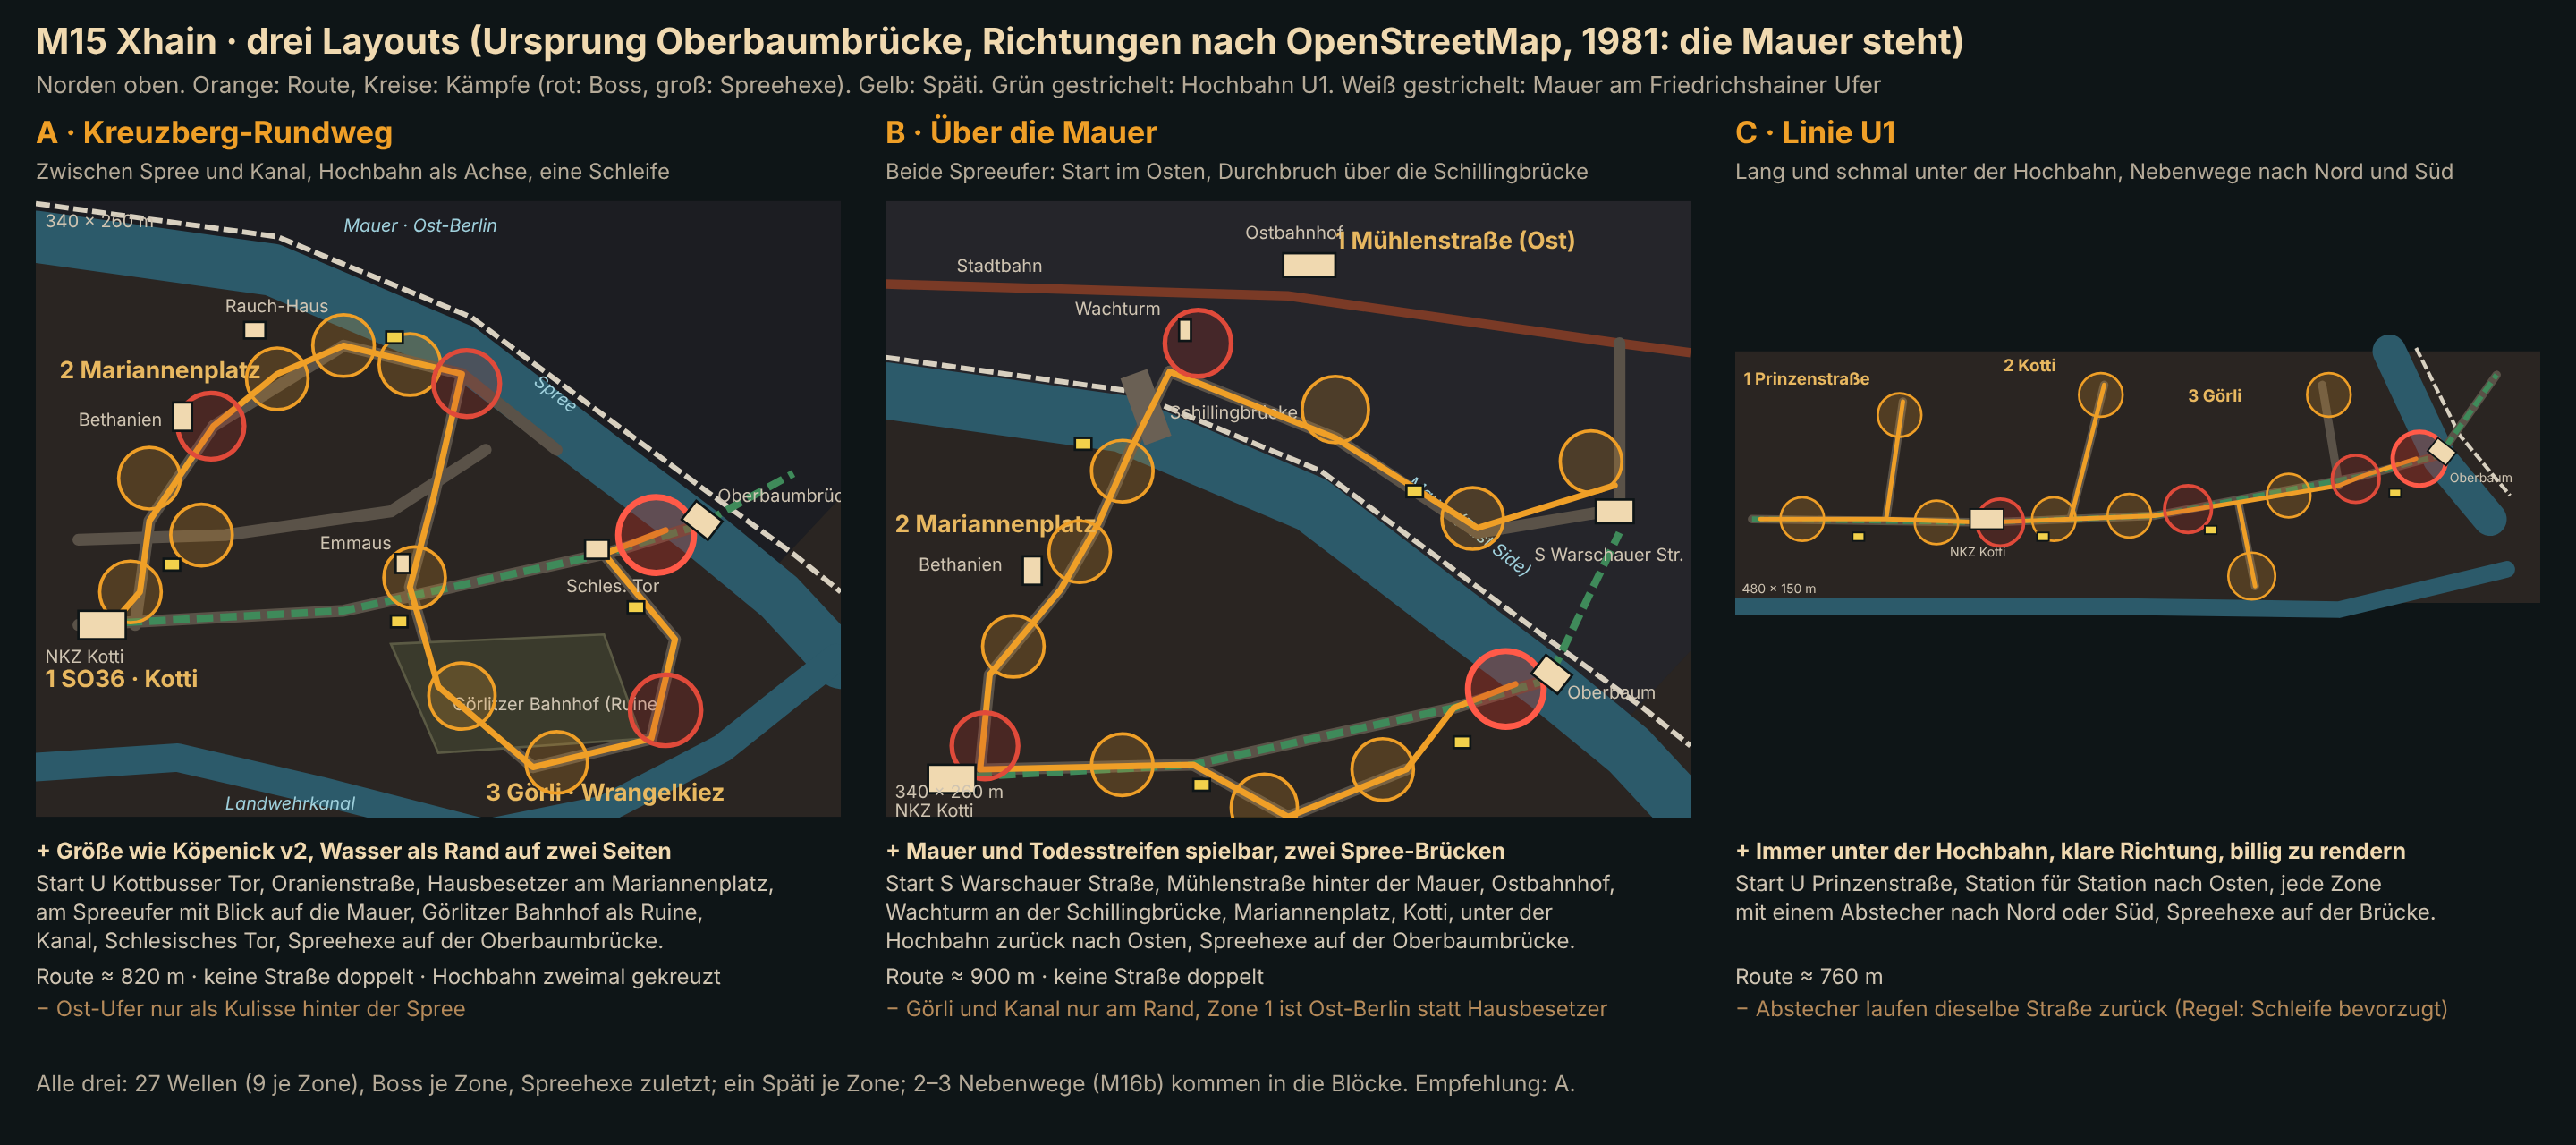 M15 Xhain · drei Layouts (Ursprung Oberbaumbrücke, Richtungen nach OpenStreetMap, 1981: die Mauer steht)
Norden oben. Orange: Route, Kreise: Kämpfe (rot: Boss, groß: Spreehexe). Gelb: Späti. Grün gestrichelt: Hochbahn U1. Weiß gestrichelt: Mauer am Friedrichshainer Ufer
A · Kreuzberg-Rundweg
Zwischen Spree und Kanal, Hochbahn als Achse, eine Schleife
340 × 260 m
Mauer · Ost-Berlin
Rauch-Haus
2 Mariannenplatz
Spree
Bethanien
Oberbaumbrüc
Emmaus
Schles. Tor
NKZ Kotti
1 SO36 · Kotti
Görlitzer Bahnhof (Ruine
3 Görli · Wrangelkiez
Landwehrkanal
+ Größe wie Köpenick v2, Wasser als Rand auf zwei Seiten
Start U Kottbusser Tor, Oranienstraße, Hausbesetzer am Mariannenplatz,
am Spreeufer mit Blick auf die Mauer, Görlitzer Bahnhof als Ruine,
Kanal, Schlesisches Tor, Spreehexe auf der Oberbaumbrücke.
Route ≈ 820 m · keine Straße doppelt · Hochbahn zweimal gekreuzt
− Ost-Ufer nur als Kulisse hinter der Spree
B · Über die Mauer
Beide Spreeufer: Start im Osten, Durchbruch über die Schillingbrücke
Ostbahnhof
1 Mühlenstraße (Ost)
Stadtbahn
Wachturm
Schillingbrücke
Side)
2 Mariannenplatz
S Warschauer Str.
Bethanien
Oberbaum
340 × 260 m
NKZ Kotti
+ Mauer und Todesstreifen spielbar, zwei Spree-Brücken
Start S Warschauer Straße, Mühlenstraße hinter der Mauer, Ostbahnhof,
Wachturm an der Schillingbrücke, Mariannenplatz, Kotti, unter der
Hochbahn zurück nach Osten, Spreehexe auf der Oberbaumbrücke.
Route ≈ 900 m · keine Straße doppelt
− Görli und Kanal nur am Rand, Zone 1 ist Ost-Berlin statt Hausbesetzer
C · Linie U1
Lang und schmal unter der Hochbahn, Nebenwege nach Nord und Süd
1 Prinzenstraße
2 Kotti
3 Görli
Oberbaum
NKZ Kotti
480 × 150 m
+ Immer unter der Hochbahn, klare Richtung, billig zu rendern
Start U Prinzenstraße, Station für Station nach Osten, jede Zone
mit einem Abstecher nach Nord oder Süd, Spreehexe auf der Brücke.
Route ≈ 760 m
− Abstecher laufen dieselbe Straße zurück (Regel: Schleife bevorzugt)
Alle drei: 27 Wellen (9 je Zone), Boss je Zone, Spreehexe zuletzt; ein Späti je Zone; 2–3 Nebenwege (M16b) kommen in die Blöcke. Empfehlung: A.